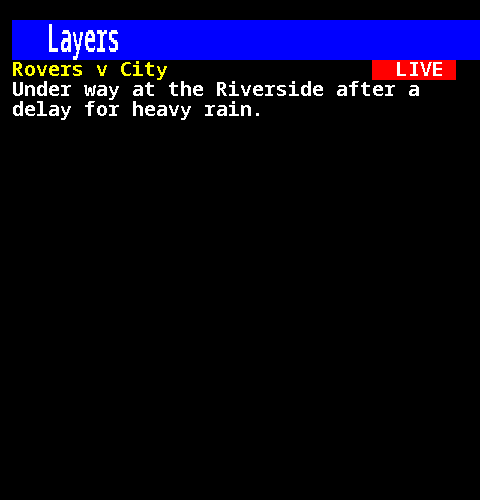 Layers
Rovers v City LIVE
Under way at the Riverside after a
delay for heavy rain.